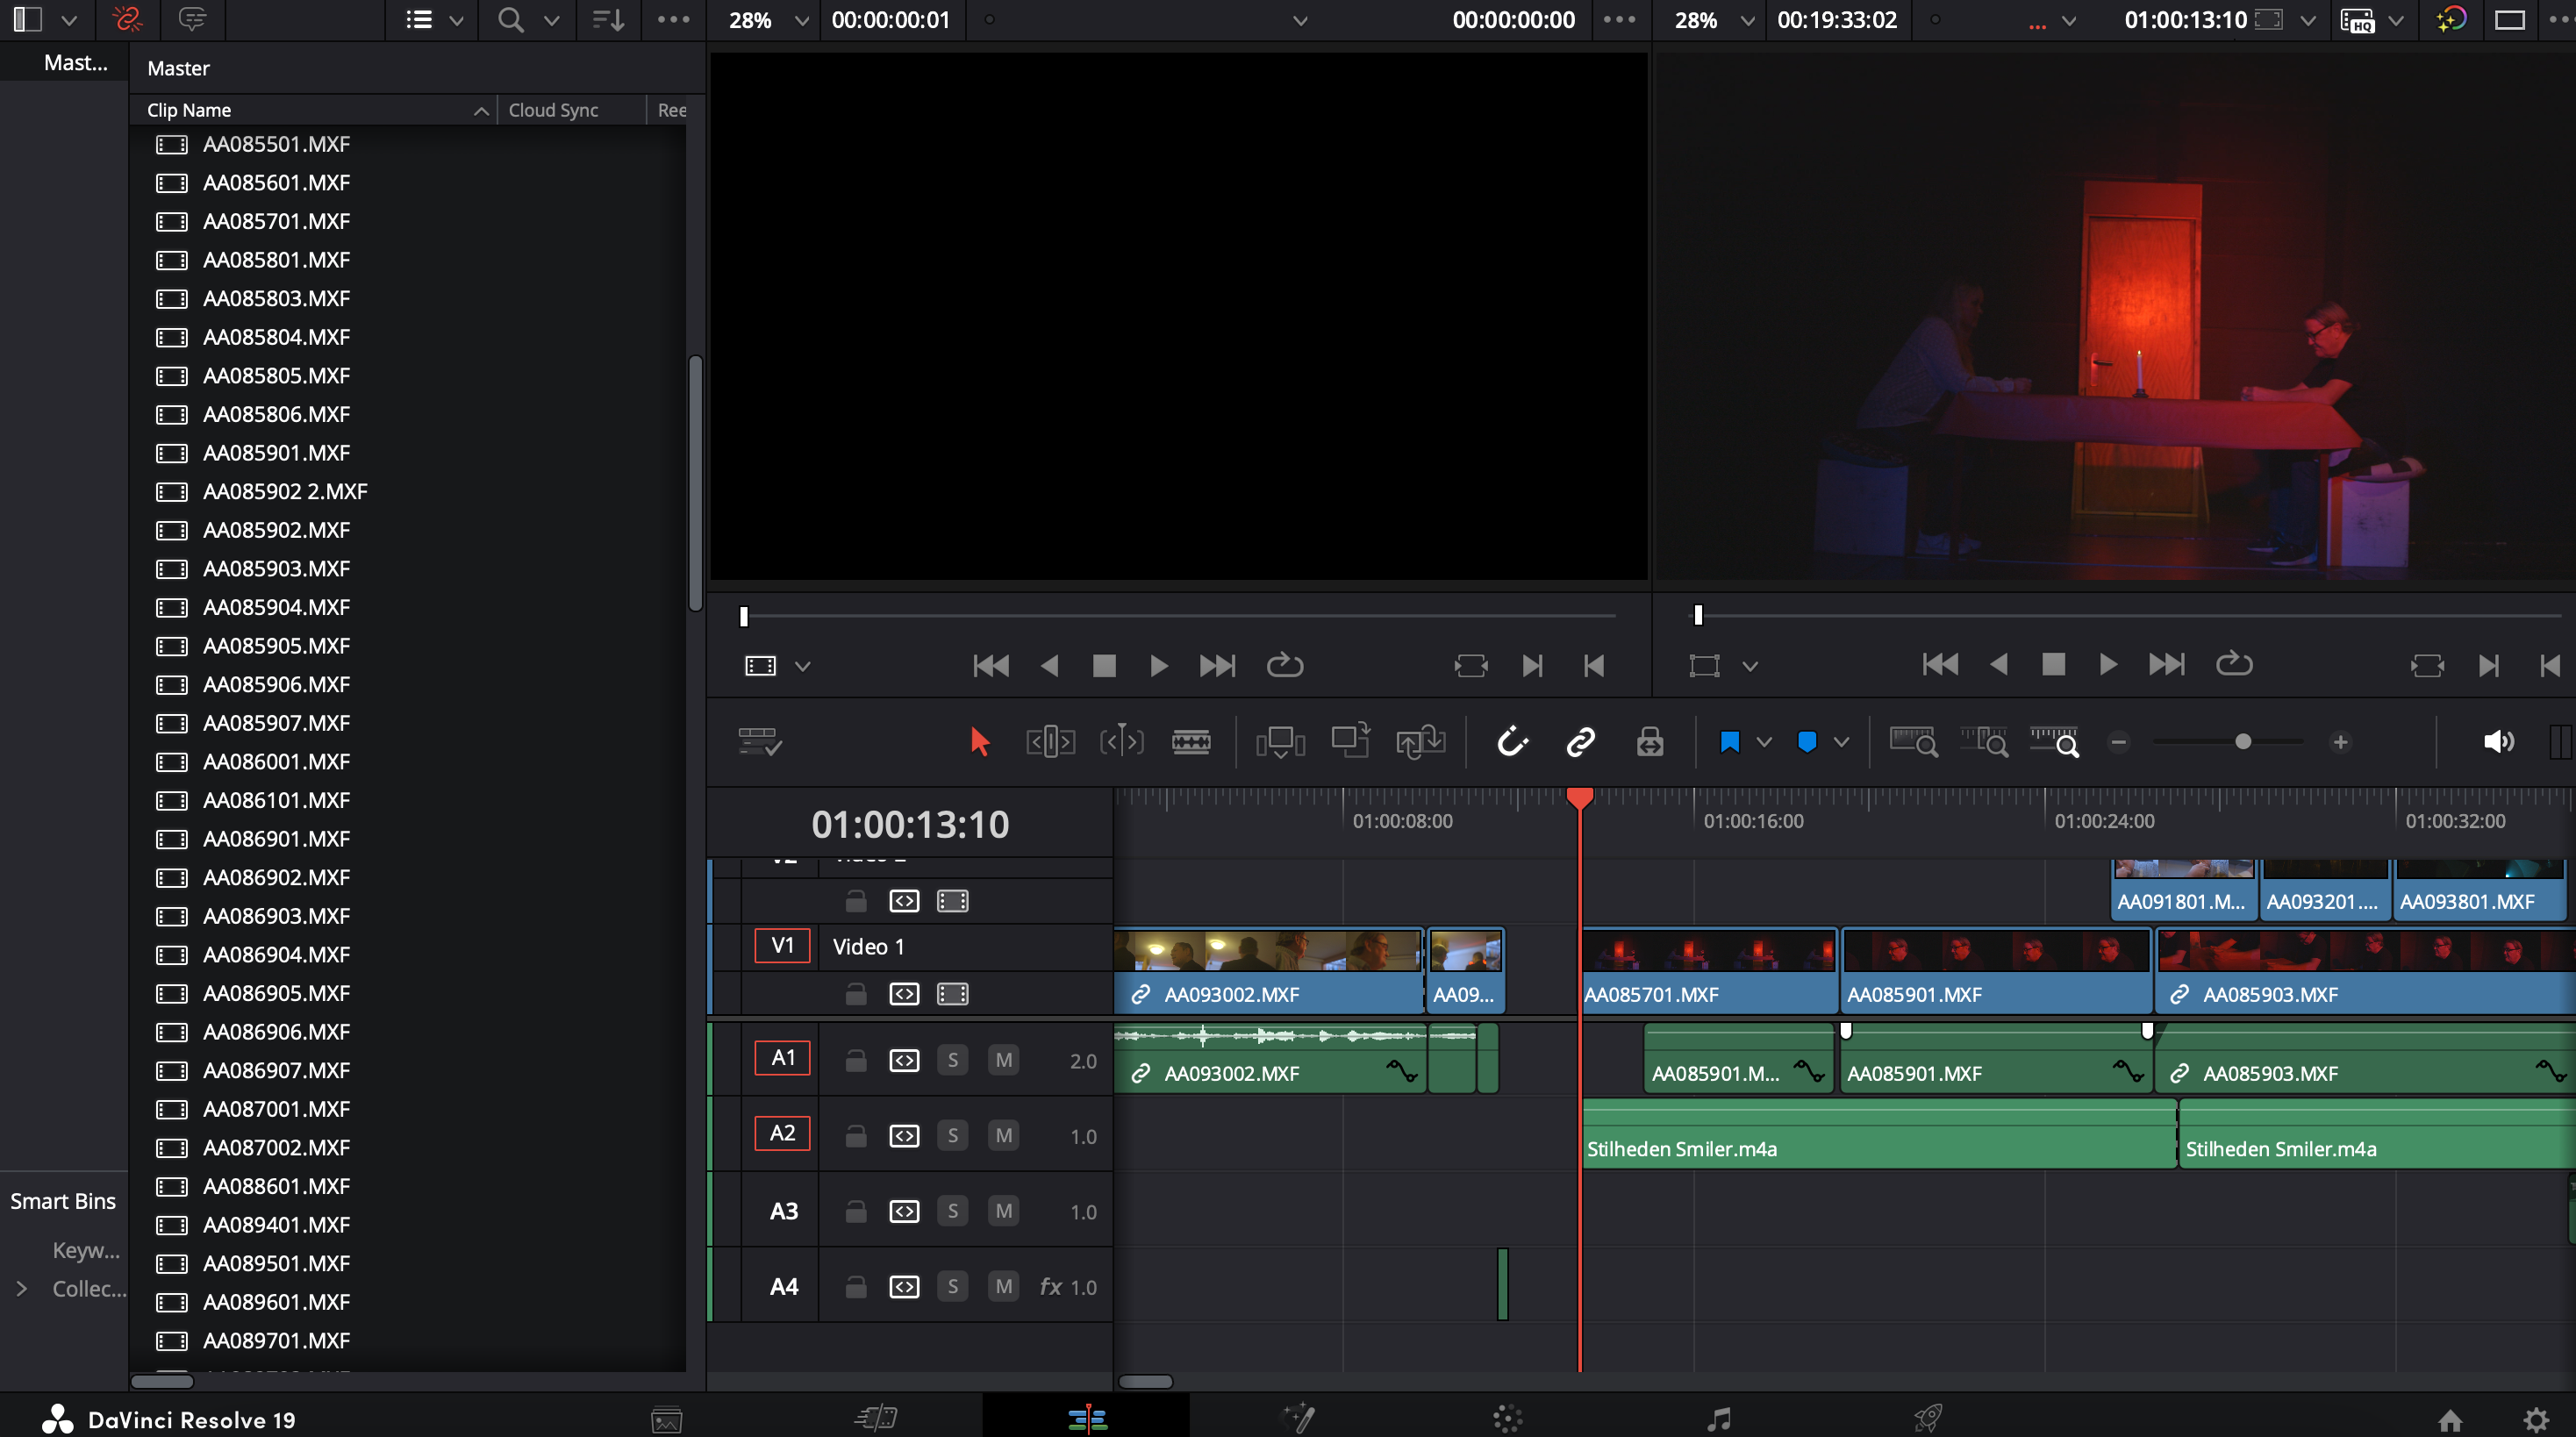 28%
00:00:00:01
00:00:00:00
28%
00:19:33:02
...
01:00:13:10
HQ
Mast...
Master
Clip Name
Cloud Sync
Ree
AA085501.MXF
AA085601.MXF
AA085701.MXF
AA085801.MXF
AA085803.MXF
AA085804.MXF
AA085805.MXF
AA085806.MXF
AA085901.MXF
AA085902 2.MXF
AA085902.MXF
AA085903.MXF
AA085904.MXF
AA085905.MXF
AA085906.MXF
AA085907.MXF
AA086001.MXF
AA086101.MXF
AA086901.MXF
AA086902.MXF
AA086903.MXF
AA086904.MXF
AA086905.MXF
AA086906.MXF
AA086907.MXF
AA087001.MXF
AA087002.MXF
AA088601.MXF
AA089401.MXF
AA089501.MXF
AA089601.MXF
AA089701.MXF
Smart Bins
Keyw...
Collec...
01:00:13:10
01:00:08:00
01:00:16:00
01:00:24:00
01:00:32:00
AA091801.M...
AA093201....
AA093801.MXF
V1
Video 1
AA093002.MXF
AA09...
AA085701.MXF
AA085901.MXF
AA085903.MXF
A1
S
M
2.0
AA093002.MXF
AA085901.M...
AA085901.MXF
AA085903.MXF
A2
S
M
1.0
Stilheden Smiler.m4a
Stilheden Smiler.m4a
A3
S
M
1.0
A4
S
M
fx 1.0
DaVinci Resolve 19